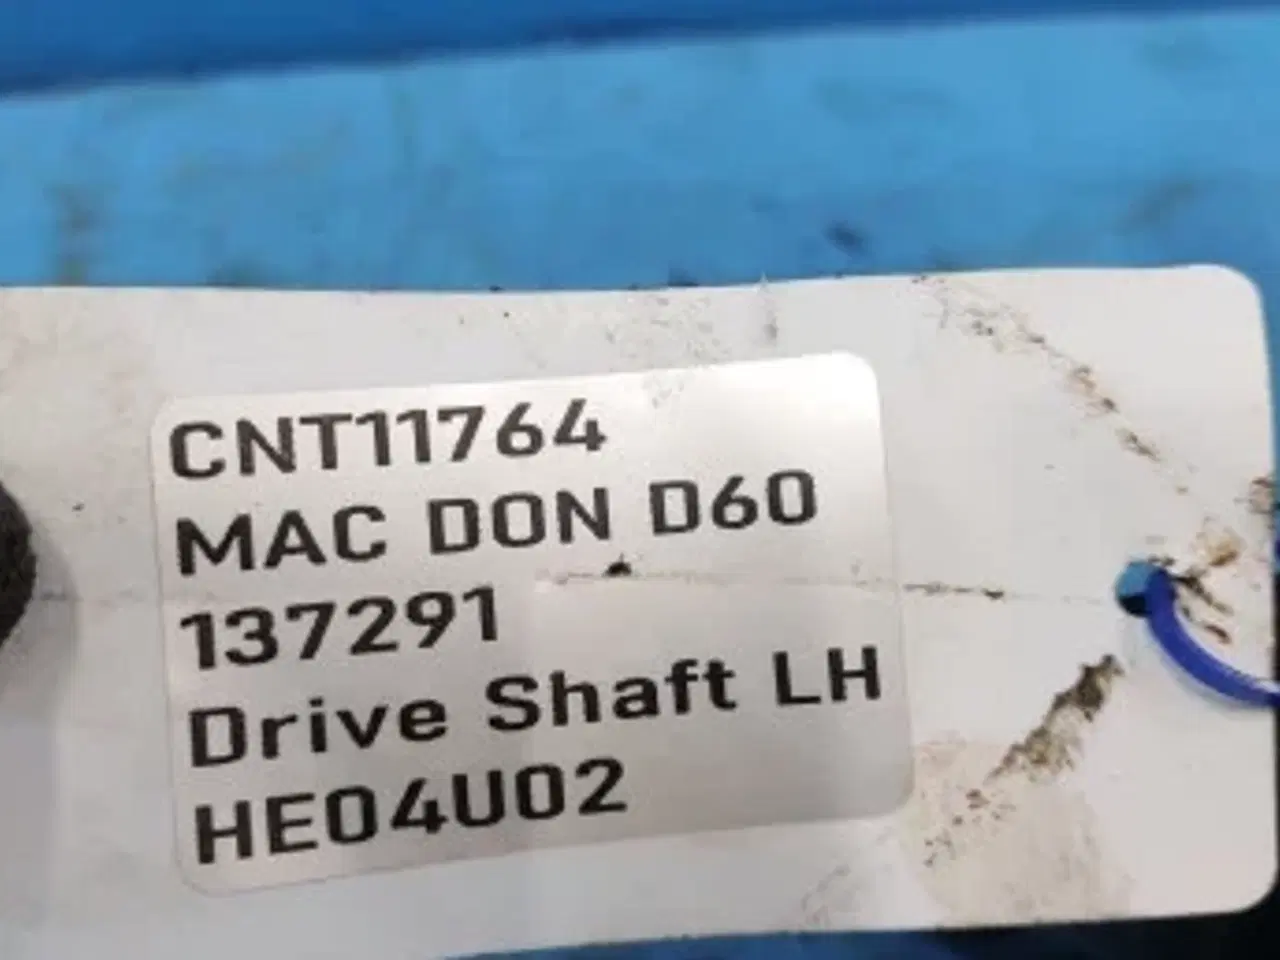 CNT11764
MAC DON D60
137291
Drive Shaft LH
HE04U02